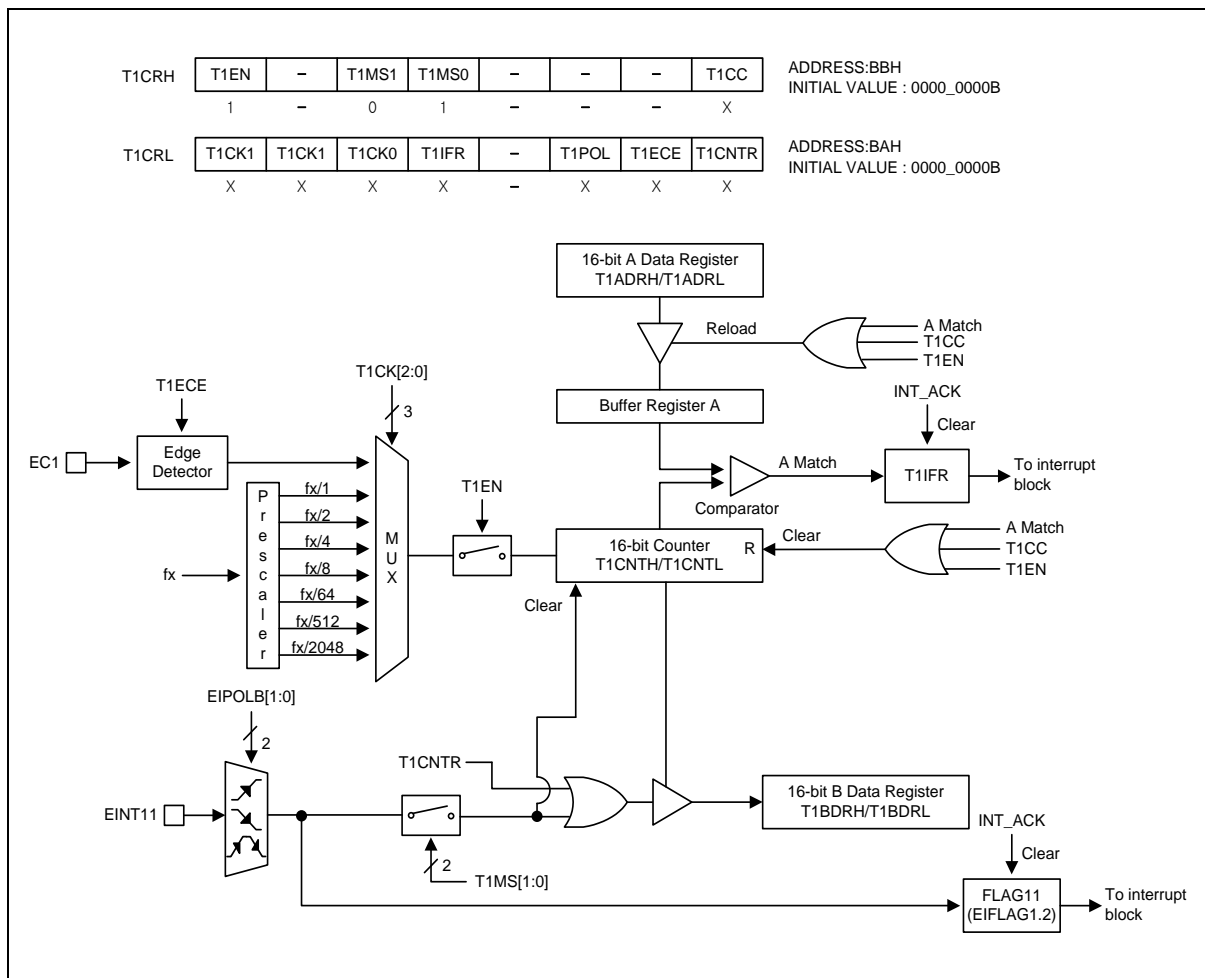 T1CRH T1EN – T1MS1 T1MS0 – – – T1CC
ADDRESS:BBH
INITIAL VALUE : 0000_0000B
1 – 0 1 – – – X
T1CRL T1CK1 T1CK1 T1CK0 T1IFR – T1POL T1ECE T1CNTR
ADDRESS:BAH
INITIAL VALUE : 0000_0000B
X X X X – X X X
16-bit A Data Register
T1ADRH/T1ADRL
Reload
A Match
T1CC
T1EN
T1ECE
T1CK[2:0]
3
Buffer Register A
INT_ACK
Clear
EC1
Edge
Detector
A Match
T1IFR
To interrupt
block
Comparator
Prescaler
fx/1
fx/2
fx/4
fx/8
fx/64
fx/512
fx/2048
fx
MUX
T1EN
16-bit Counter
T1CNTH/T1CNTL
R
Clear
A Match
T1CC
T1EN
Clear
EIPOLB[1:0]
2
T1CNTR
EINT11
2
T1MS[1:0]
16-bit B Data Register
T1BDRH/T1BDRL
INT_ACK
Clear
FLAG11
(EIFLAG1.2)
To interrupt
block